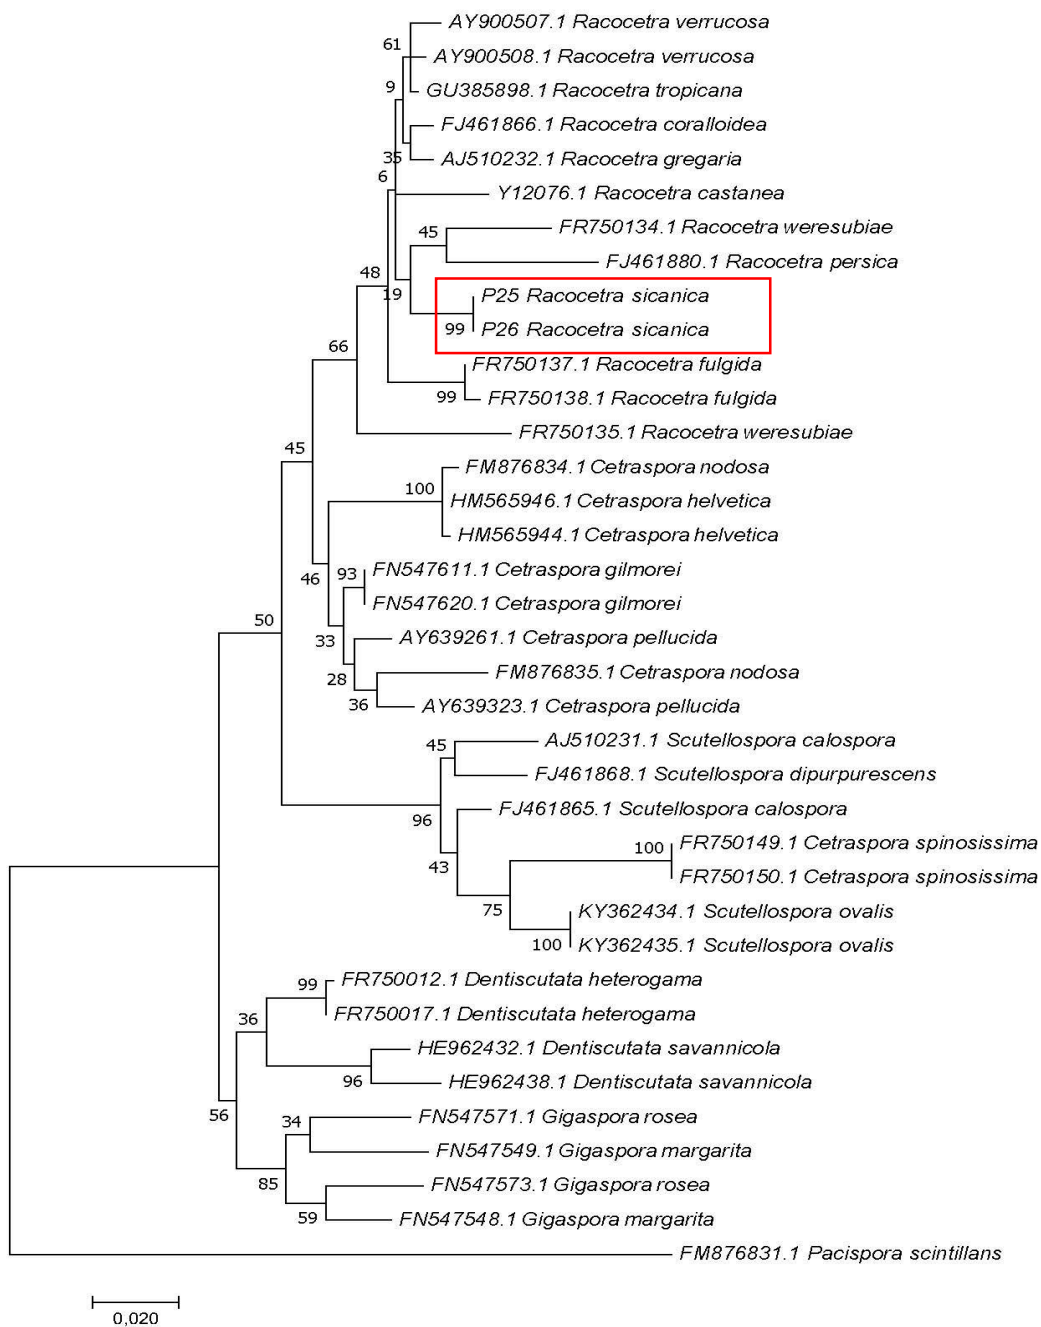 AY900507.1 Racocetra verrucosa
61
AY900508.1 Racocetra verrucosa
9
GU385898.1 Racocetra tropicana
FJ461866.1 Racocetra coralloidea
35
AJ510232.1 Racocetra gregaria
6
Y12076.1 Racocetra castanea
FR750134.1 Racocetra weresubiae
45
FJ461880.1 Racocetra persica
48
19
P25 Racocetra sicanica
P26 Racocetra sicanica
99
66
FR750137.1 Racocetra fulgida
99
FR750138.1 Racocetra fulgida
FR750135.1 Racocetra weresubiae
45
FM876834.1 Cetraspora nodosa
100
HM565946.1 Cetraspora helvetica
HM565944.1 Cetraspora helvetica
46
93
FN547611.1 Cetraspora gilmorei
FN547620.1 Cetraspora gilmorei
50
33
AY639261.1 Cetraspora pellucida
28
FM876835.1 Cetraspora nodosa
36
AY639323.1 Cetraspora pellucida
45
AJ510231.1 Scutellospora calospora
FJ461868.1 Scutellospora dipurpurescens
96
FJ461865.1 Scutellospora calospora
43
100
FR750149.1 Cetraspora spinosissima
FR750150.1 Cetraspora spinosissima
75
KY362434.1 Scutellospora ovalis
100
KY362435.1 Scutellospora ovalis
99
FR750012.1 Dentiscutata heterogama
FR750017.1 Dentiscutata heterogama
36
HE962432.1 Dentiscutata savannicola
96
HE962438.1 Dentiscutata savannicola
56
FN547571.1 Gigaspora rosea
34
FN547549.1 Gigaspora margarita
85
FN547573.1 Gigaspora rosea
59
FN547548.1 Gigaspora margarita
FM876831.1 Pacispora scintillans
0,020